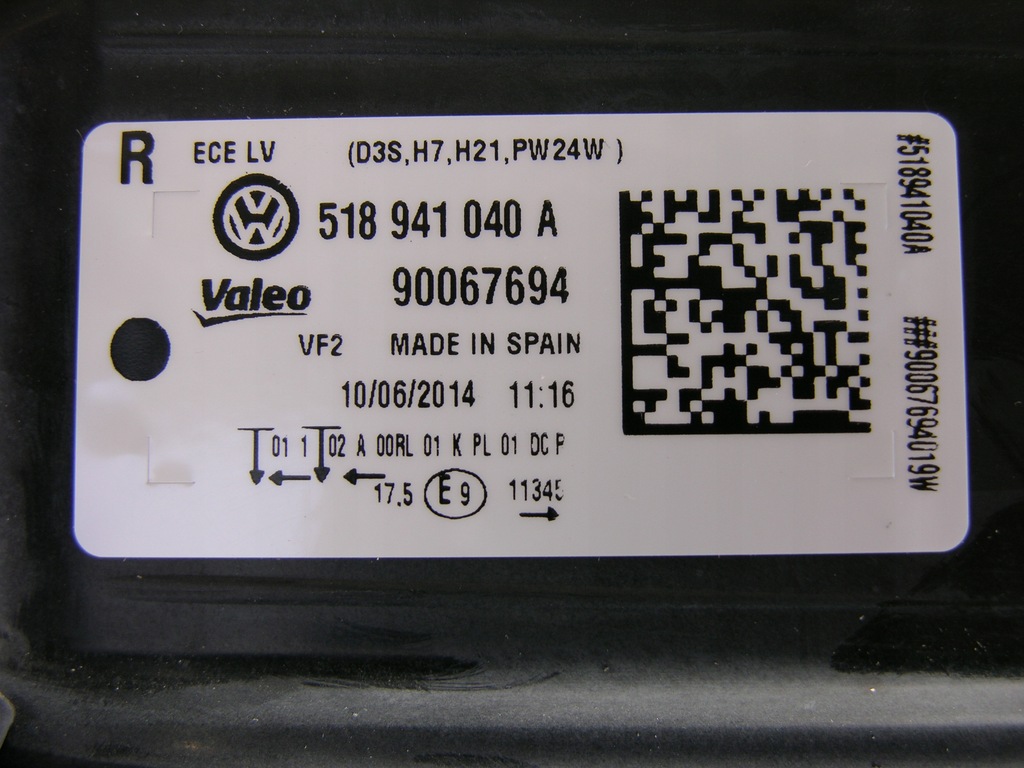 R ECE LV (D3S,H7,H21,PW24W )
518 941 040 A
Valeo 90067694
VF2 MADE IN SPAIN
10/06/2014 11:16
01 1 02 A 00RL 01 K PL 01 DC P
17.5 E 9 11345
#518941040A
###90067694019W